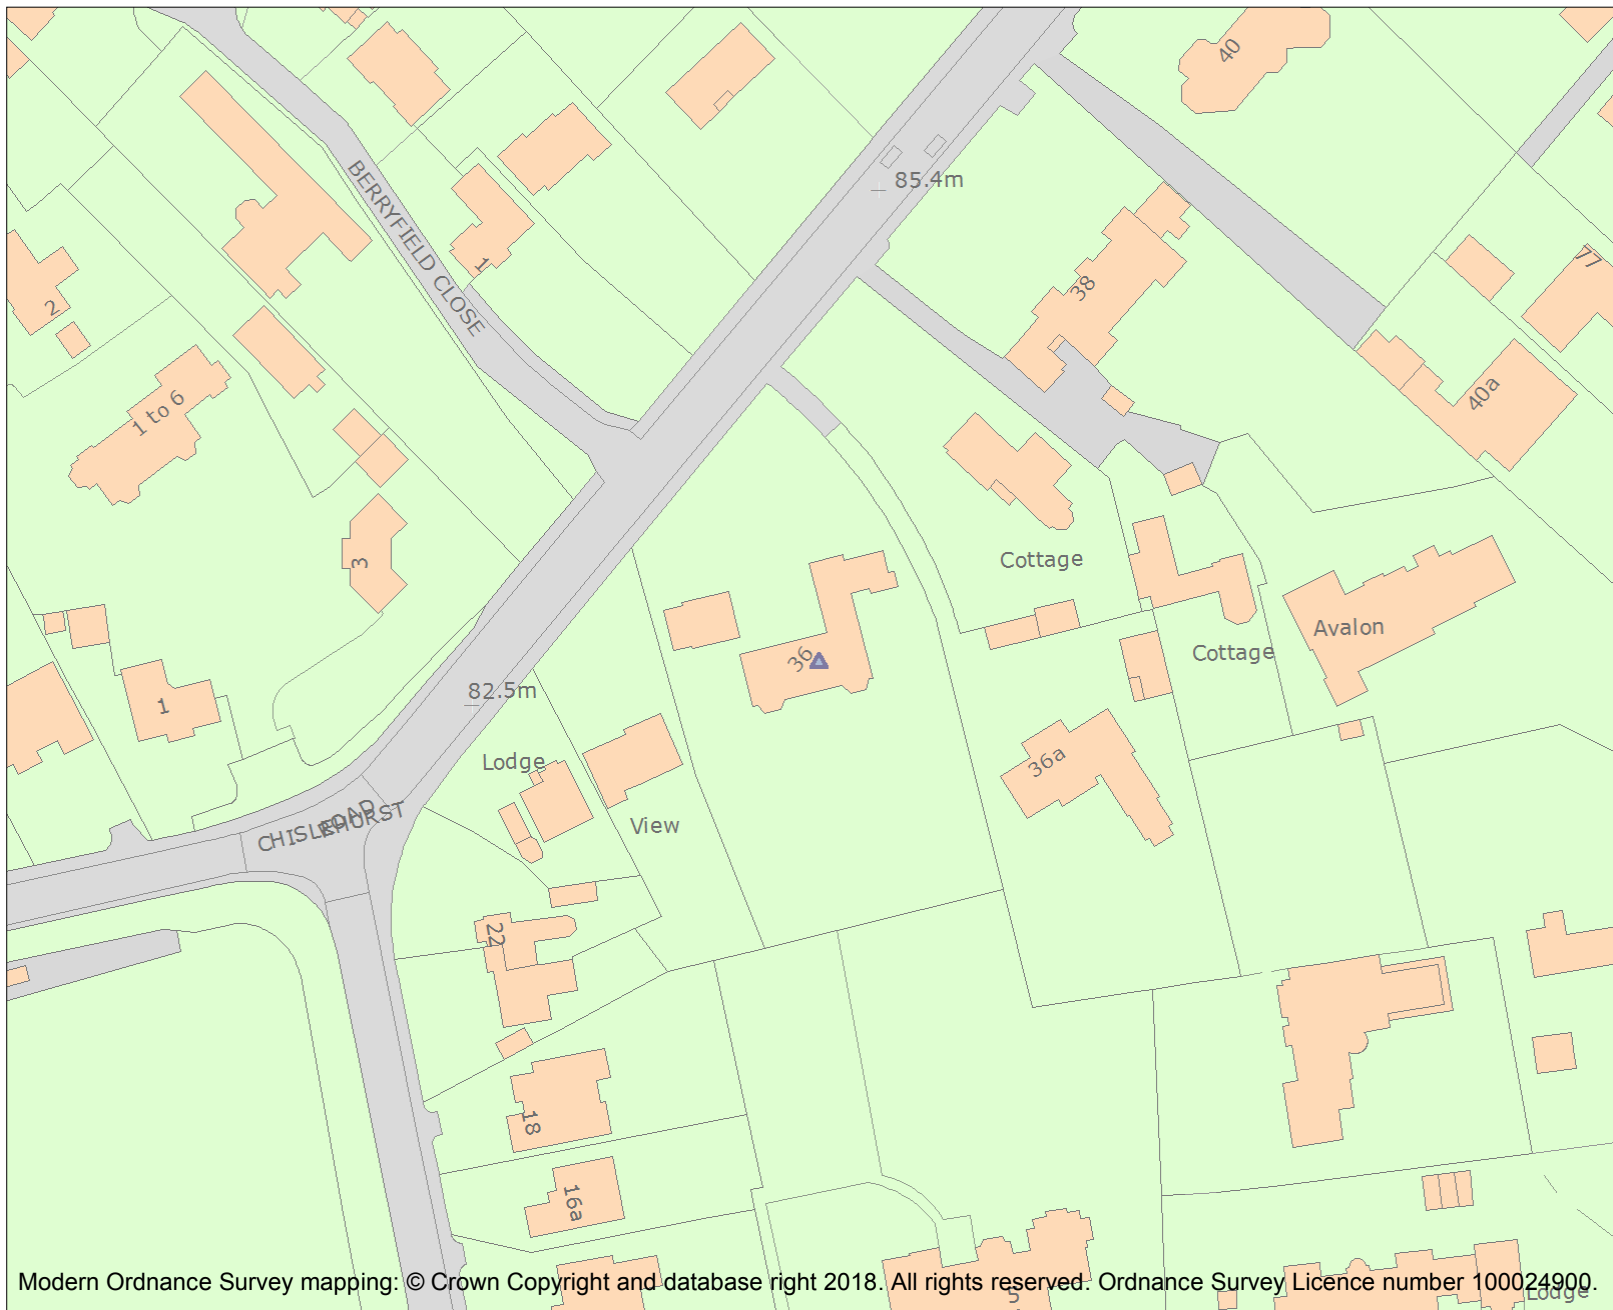 40
85.4m
BERRYFIELD CLOSE
1
77
38
2
40a
1 to 6
3
Cottage
Avalon
Cottage
36
82.5m
1
Lodge
36a
View
CHISLEHURST
ROAD
22
18
16a
5
Lodge
Modern Ordnance Survey mapping: © Crown Copyright and database right 2018. All rights reserved. Ordnance Survey Licence number 100024900.